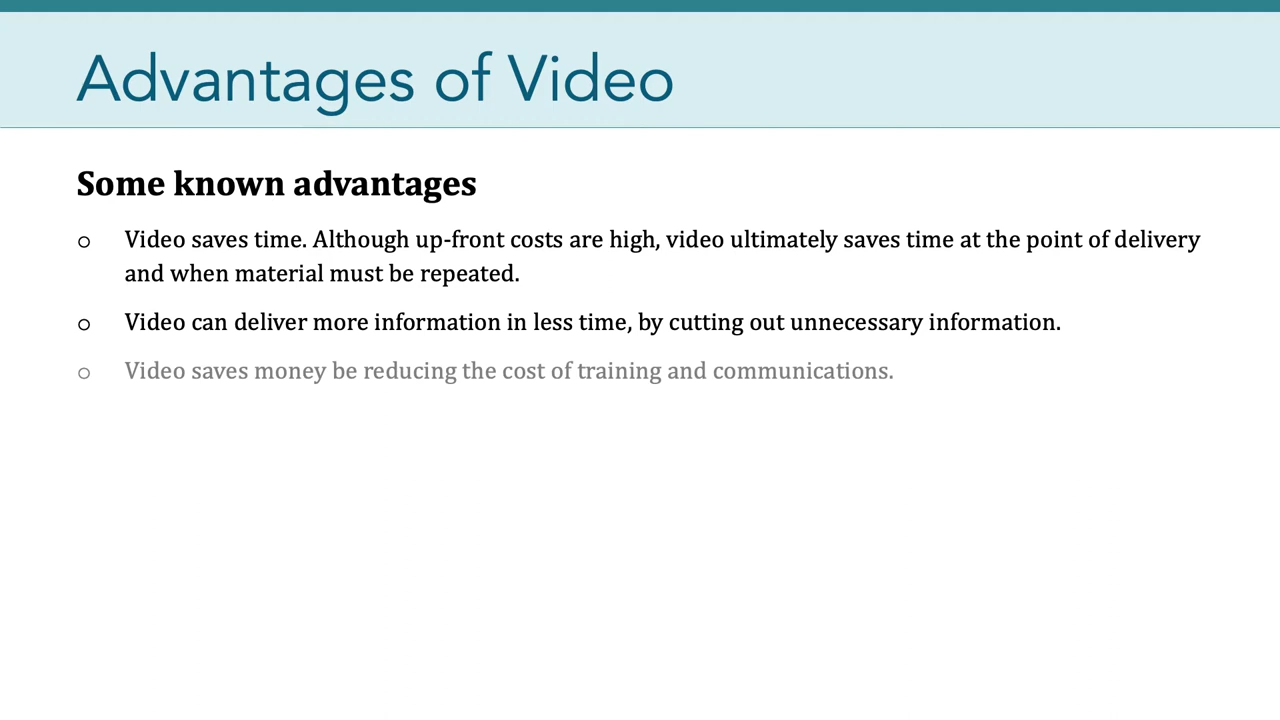 Advantages of Video
Some known advantages
o Video saves time. Although up-front costs are high, video ultimately saves time at the point of delivery
and when material must be repeated.
o Video can deliver more information in less time, by cutting out unnecessary information.
o Video saves money be reducing the cost of training and communications.